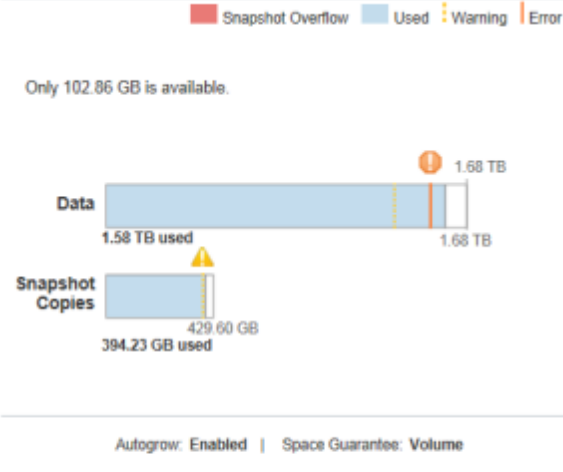 Snapshot Overflow Used Warning Error
Only 102.86 GB is available.
1.68 TB
Data
1.58 TB used
1.68 TB
Snapshot
Copies
429.60 GB
394.23 GB used
Autogrow: Enabled | Space Guarantee: Volume